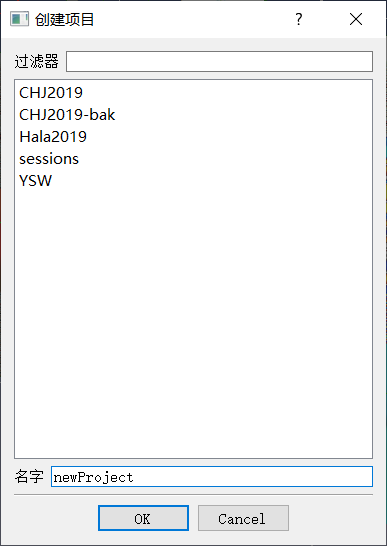 创建项目
过滤器
CHJ2019
CHJ2019-bak
Hala2019
sessions
YSW
名字 newProject
OK Cancel